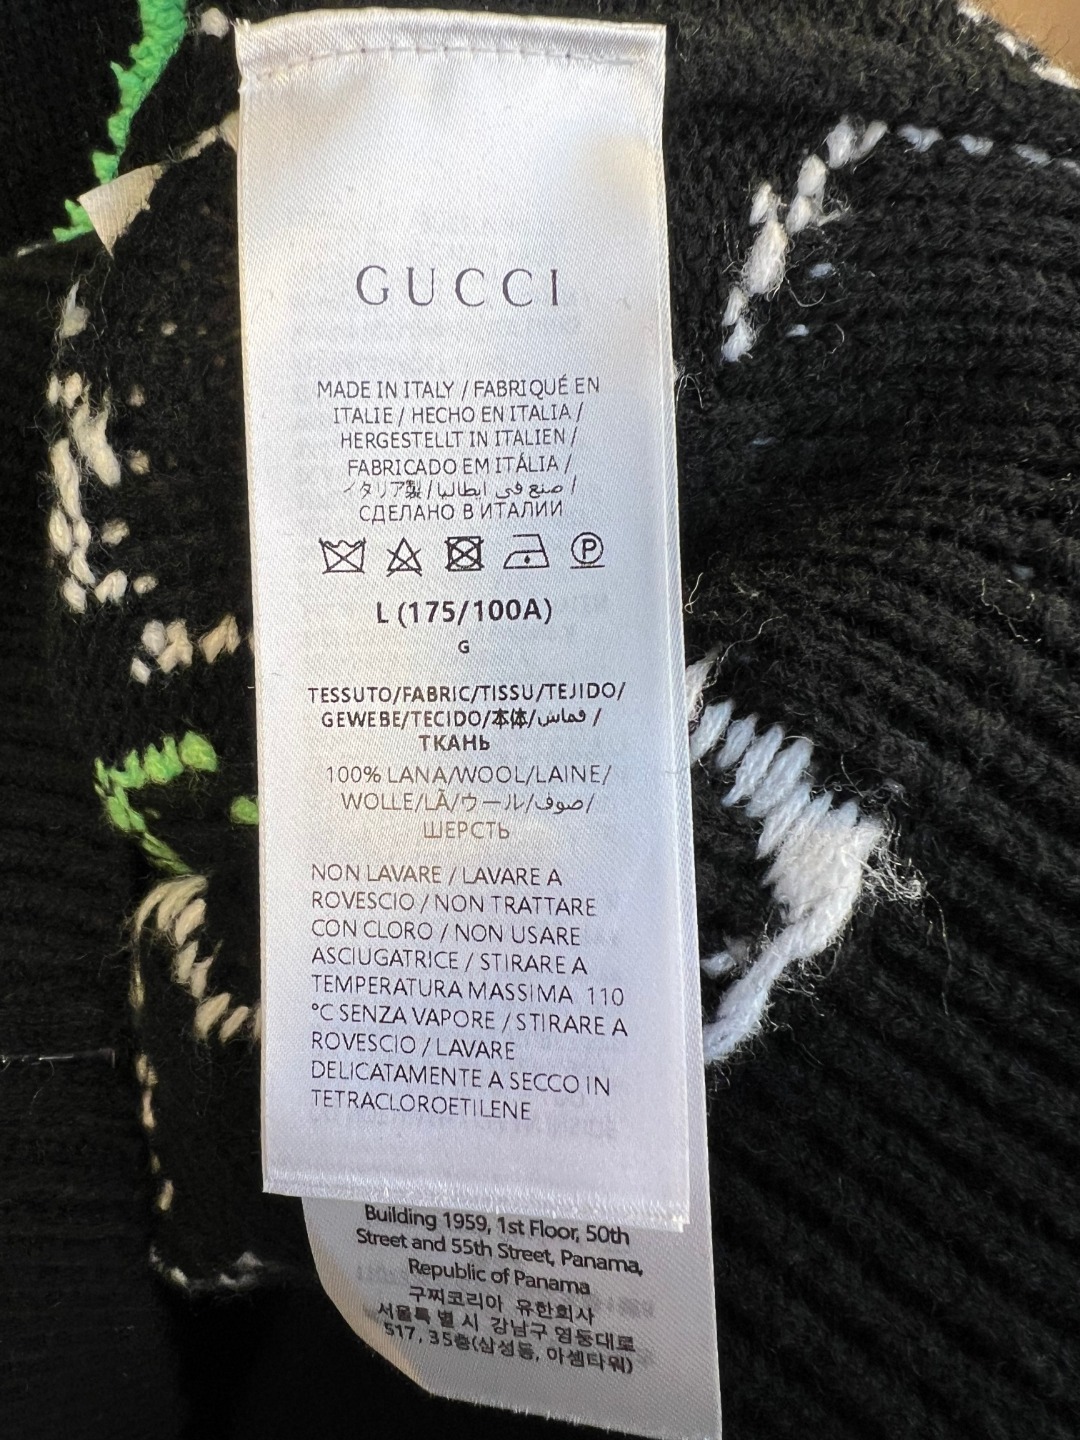 GUCCI
MADE IN ITALY / FABRIQUÉ EN
ITALIE / HECHO EN ITALIA /
HERGESTELLT IN ITALIEN /
FABRICADO EM ITÁLIA /
イタリア製 / صنع في ايطاليا /
СДЕЛАНО В ИТАЛИИ
P
L (175/100A)
G
TESSUTO/FABRIC/TISSU/TEJIDO/
GEWEBE/TECIDO/本体/قماش /
ТКАНЬ
100% LANA/WOOL/LAINE/
WOLLE/LÃ/ウール/صوف/
ШЕРСТЬ
NON LAVARE / LAVARE A
ROVESCIO / NON TRATTARE
CON CLORO / NON USARE
ASCIUGATRICE / STIRARE A
TEMPERATURA MASSIMA 110
°C SENZA VAPORE / STIRARE A
ROVESCIO / LAVARE
DELICATAMENTE A SECCO IN
TETRACLOROETILENE
Building 1959, 1st Floor, 50th
Street and 55th Street, Panama,
Republic of Panama
구찌코리아 유한회사
서울특별시 강남구 영동대로
517, 35층(삼성동, 아셈타워)